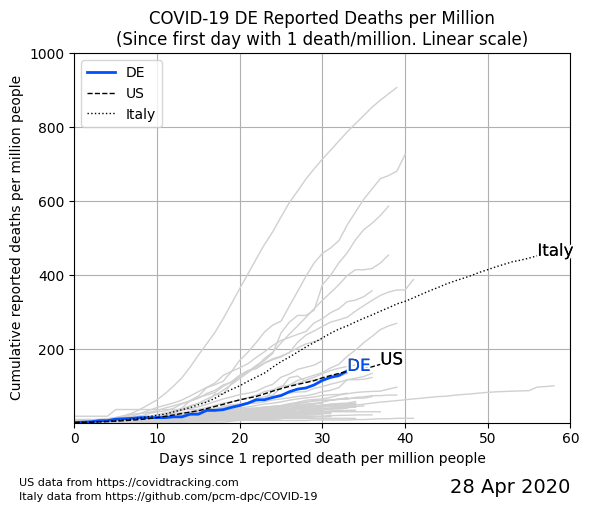 COVID-19 DE Reported Deaths per Million
(Since first day with 1 death/million. Linear scale)
Cumulative reported deaths per million people
1000
800
600
400
200
DE
US
Italy
Italy
US
DE
0
10
20
30
40
50
60
Days since 1 repored death per million people
US data from https://covidtracking.com
Italy data from https://github.com/pcm-dpc/COVID-19
28 Apr 2020